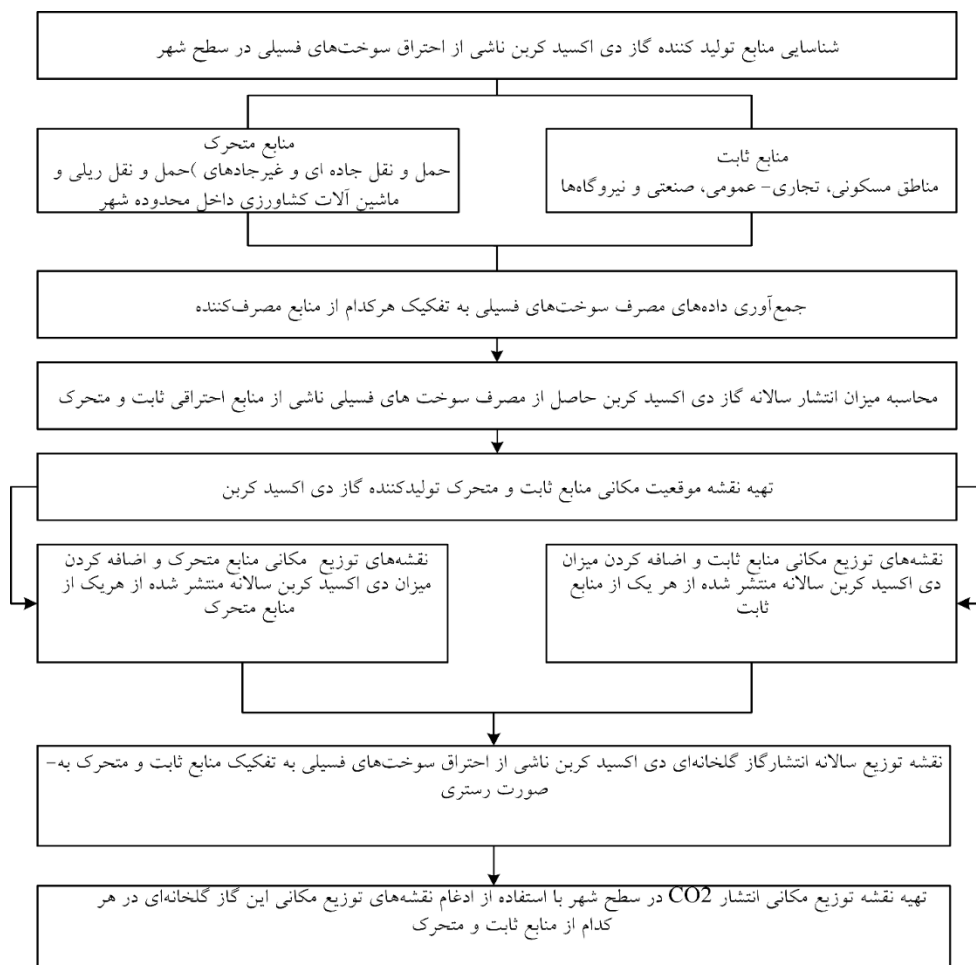 شناسایی منابع تولید کننده گاز دی اکسید کربن ناشی از احتراق سوخت‌های فسیلی در سطح شهر
منابع ثابت
مناطق مسکونی، تجاری- عمومی، صنعتی و نیروگاه‌ها
منابع متحرک
حمل و نقل جاده ای و غیرجادهای )حمل و نقل ریلی و
ماشین آلات کشاورزی داخل محدوده شهر
جمع‌آوری داده‌های مصرف سوخت‌های فسیلی به تفکیک هرکدام از منابع مصرف‌کننده
محاسبه میزان انتشار سالانه گاز دی اکسید کربن حاصل از مصرف سوخت های فسیلی ناشی از منابع احتراقی ثابت و متحرک
تهیه نقشه موقعیت مکانی منابع ثابت و متحرک تولیدکننده گاز دی اکسید کربن
نقشه‌های توزیع مکانی منابع ثابت و اضافه کردن میزان
دی اکسید کربن سالانه منتشر شده از هر یک از منابع
ثابت
نقشه‌های توزیع مکانی منابع متحرک و اضافه کردن
میزان دی اکسید کربن سالانه منتشر شده از هریک از
منابع متحرک
نقشه توزیع سالانه انتشارگاز گلخانه‌ای دی اکسید کربن ناشی از احتراق سوخت‌های فسیلی به تفکیک منابع ثابت و متحرک به-
صورت رستری
تهیه نقشه توزیع مکانی انتشار CO2 در سطح شهر با استفاده از ادغام نقشه‌های توزیع مکانی این گاز گلخانه‌ای در هر
کدام از منابع ثابت و متحرک